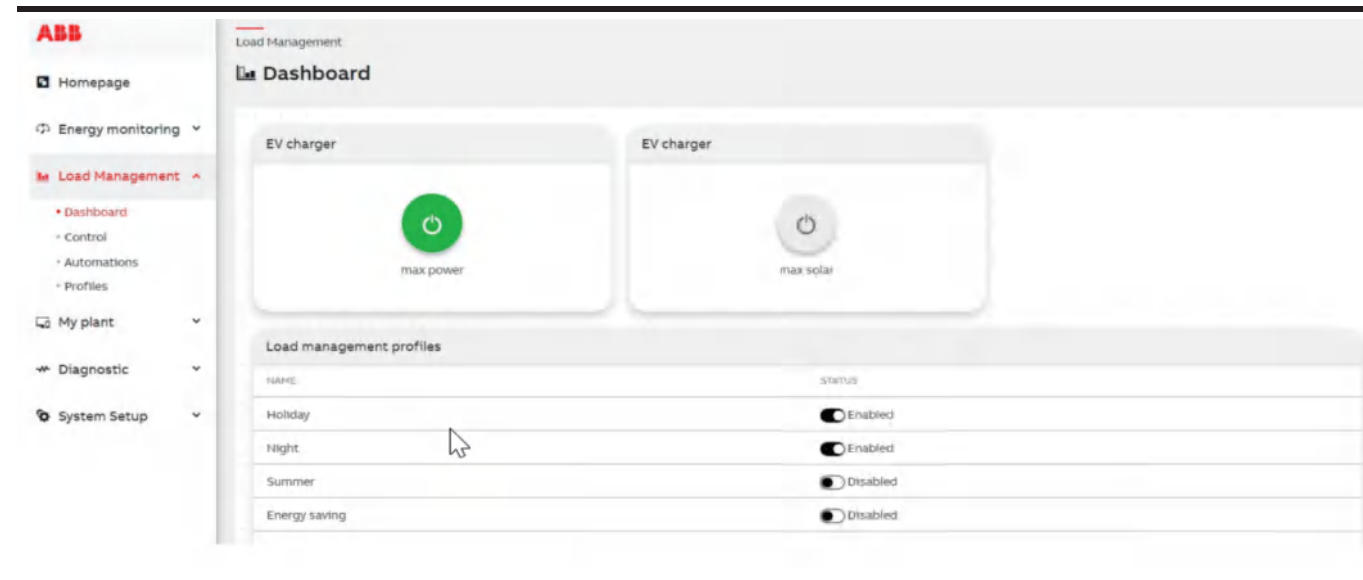 ABB
Homepage
Energy monitoring
Load Management
Dashboard
Control
Automations
Profiles
My plant
Diagnostic
System Setup
Load Management
Dashboard
EV charger
max power
EV charger
max solar
Load management profiles
NAME STATUS
Holiday Enabled
Night Enabled
Summer Disabled
Energy saving Disabled